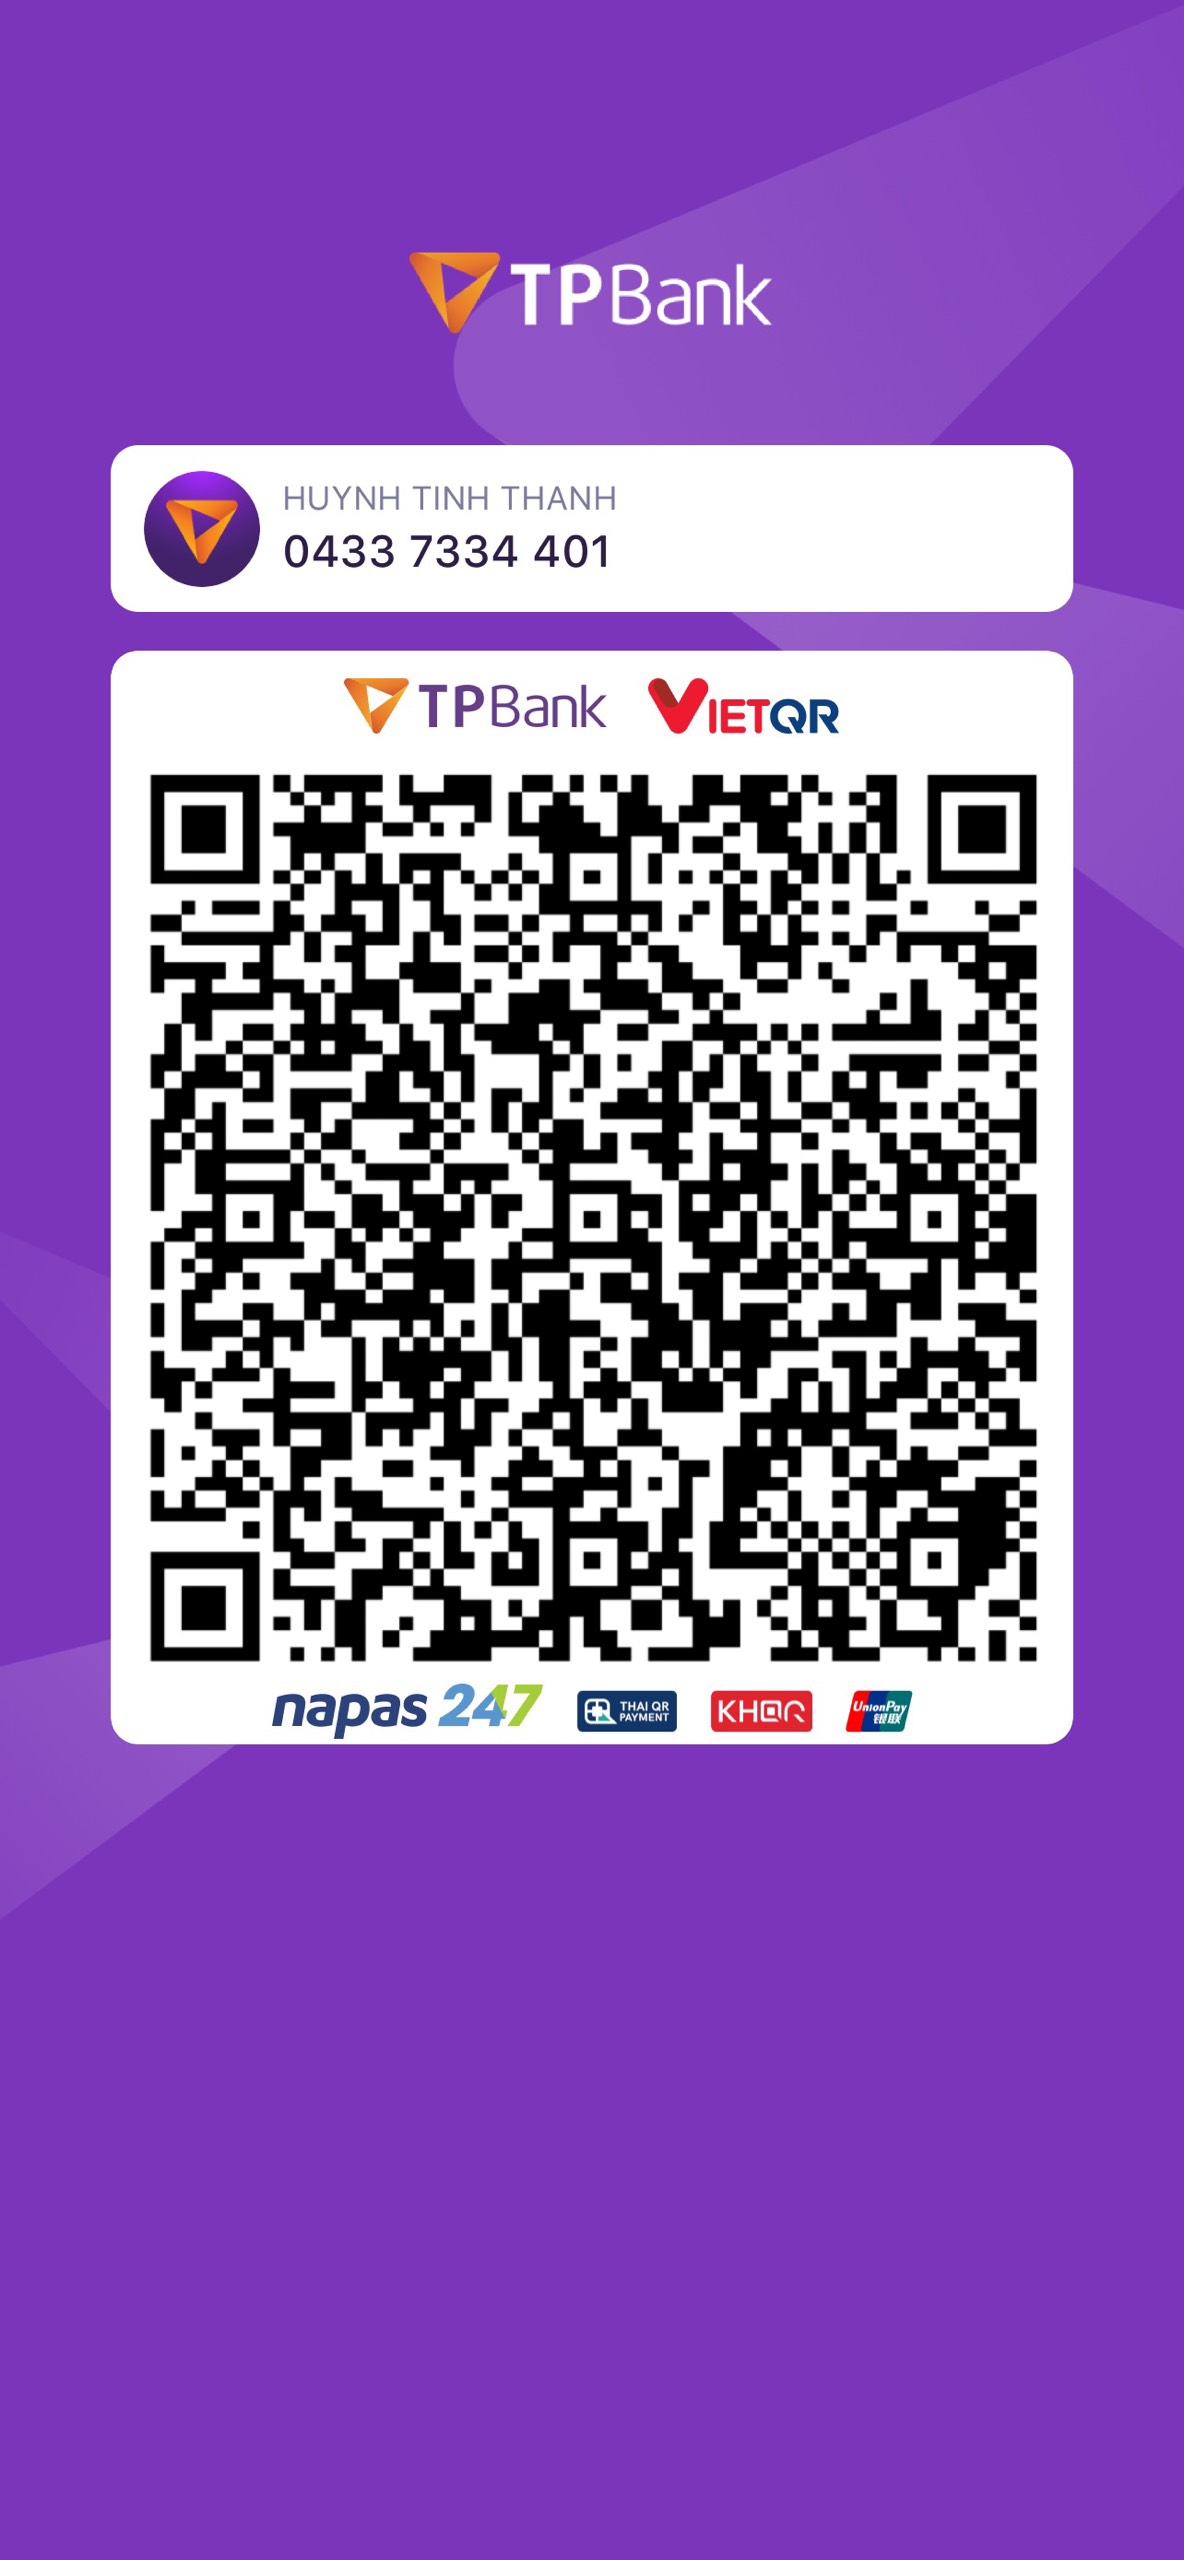 TPBank
HUYNH TINH THANH
0433 7334 401
TPBank VIETQR
napas 247 THAI QR PAYMENT KHQR UnionPay 银联